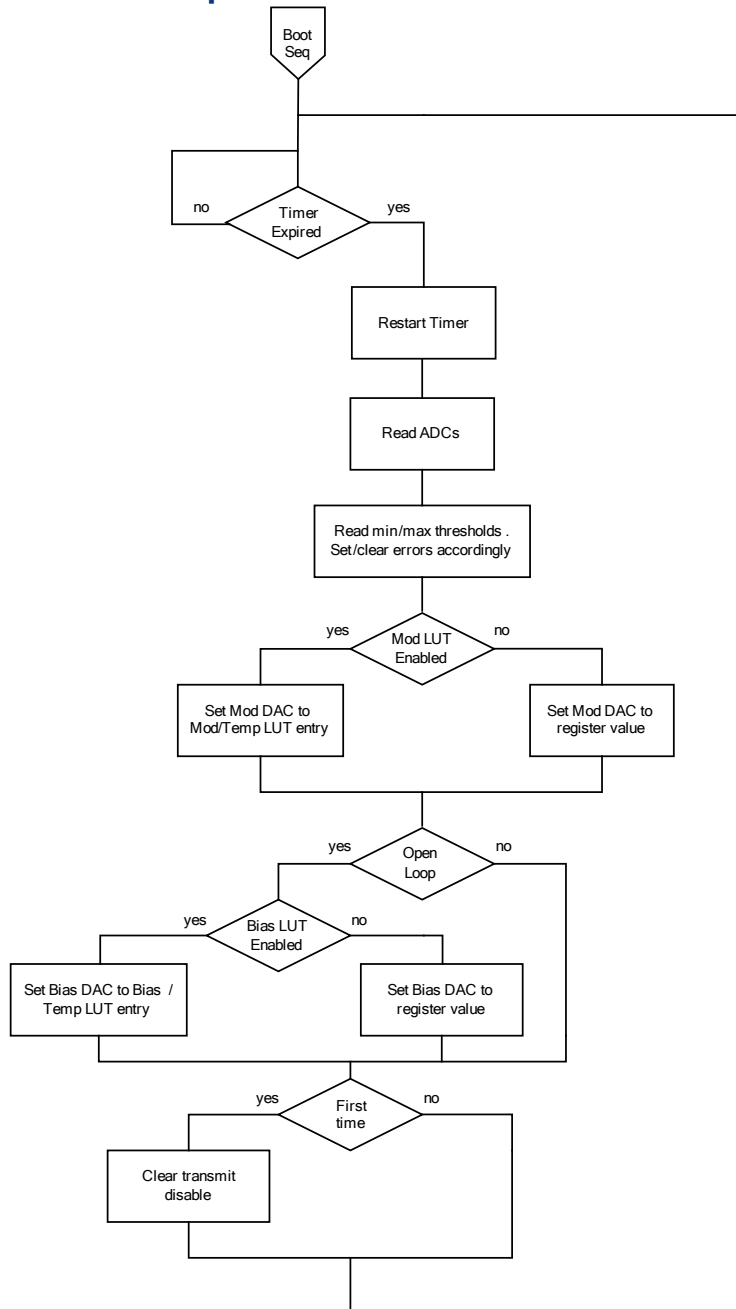 Boot
Seq
no
Timer
Expired
yes
Restart Timer
Read ADCs
Read min/max thresholds .
Set/clear errors accordingly
yes
Mod LUT
Enabled
no
Set Mod DAC to
Mod/Temp LUT entry
Set Mod DAC to
register value
yes
Open
Loop
no
yes
Bias LUT
Enabled
no
Set Bias DAC to Bias /
Temp LUT entry
Set Bias DAC to
register value
yes
First
time
no
Clear transmit
disable